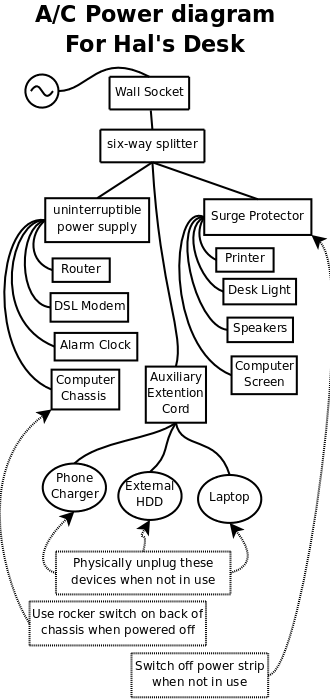 A/C Power diagram
For Hal's Desk
Wall Socket
six-way splitter
uninterruptible
power supply
Surge Protector
Router
DSL Modem
Alarm Clock
Computer
Chassis
Printer
Desk Light
Speakers
Computer
Screen
Auxiliary
Extention
Cord
Phone
Charger
External
HDD
Laptop
Physically unplug these
devices when not in use
Use rocker switch on back of
chassis when powered off
Switch off power strip
when not in use